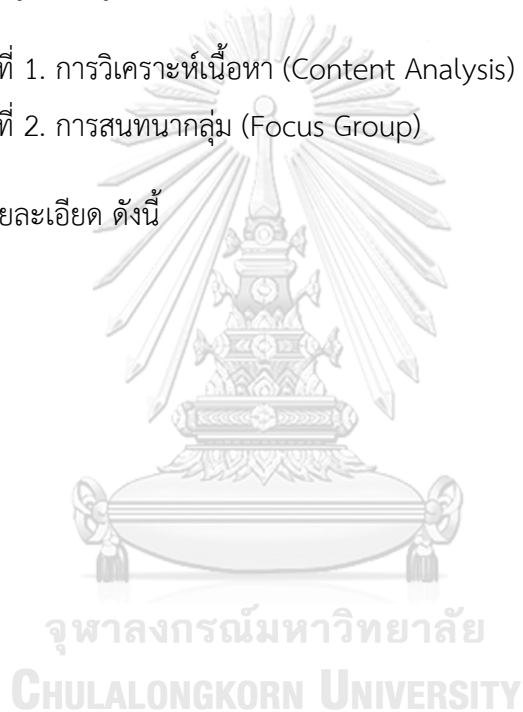 ที่ 1. การวิเคราะห์เนื้อหา (Content Analysis)
ที่ 2. การสนทนากลุ่ม (Focus Group)
ยละเอียด ดังนี้
จุฬาลงกรณ์มหาวิทยาลัย
CHULALONGKORN UNIVERSITY